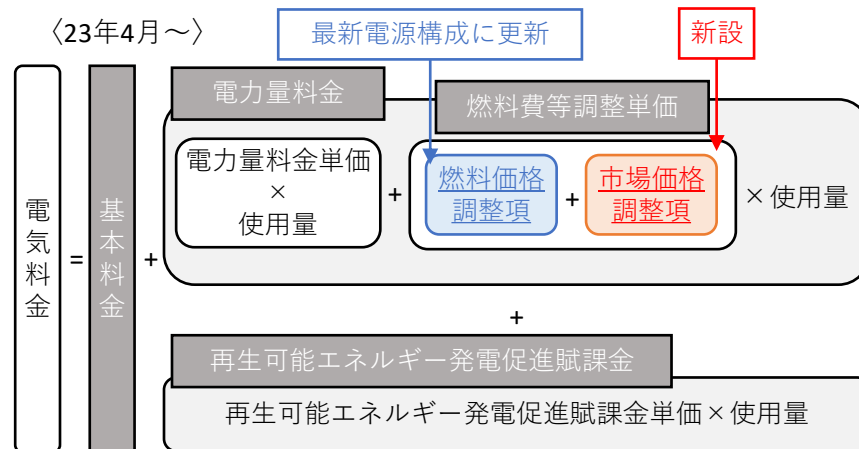 〈23年4月～〉
最新電源構成に更新
新設
電力量料金
燃料費等調整単価
電気料金
=
基本料金
+
電力量料金単価
×
使用量
+
燃料価格
調整項
+
市場価格
調整項
×使用量
+
再生可能エネルギー発電促進賦課金
再生可能エネルギー発電促進賦課金単価×使用量